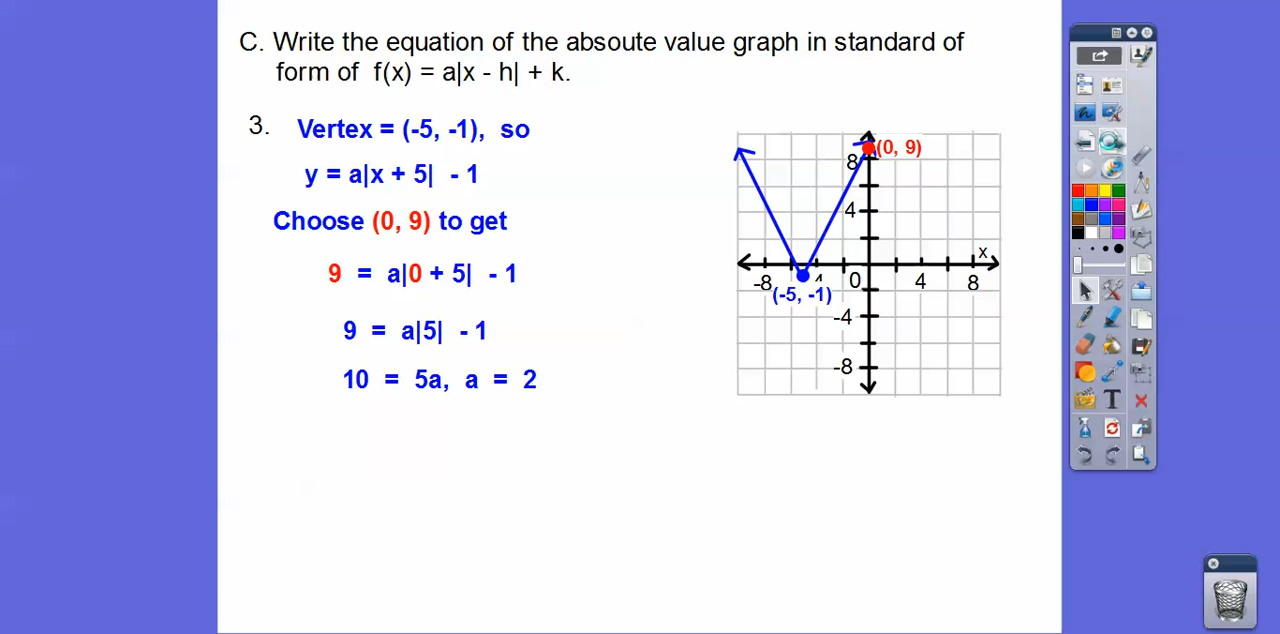 C. Write the equation of the absoute value graph in standard of
form of f(x) = a|x - h| + k.
3. Vertex = (-5, -1), so
y = a|x + 5| - 1
Choose (0, 9) to get
9 = a|0 + 5| - 1
9 = a|5| - 1
10 = 5a, a = 2
(0, 9)
8
4
x
-8 0 4 8
(-5, -1)
-4
-8
T